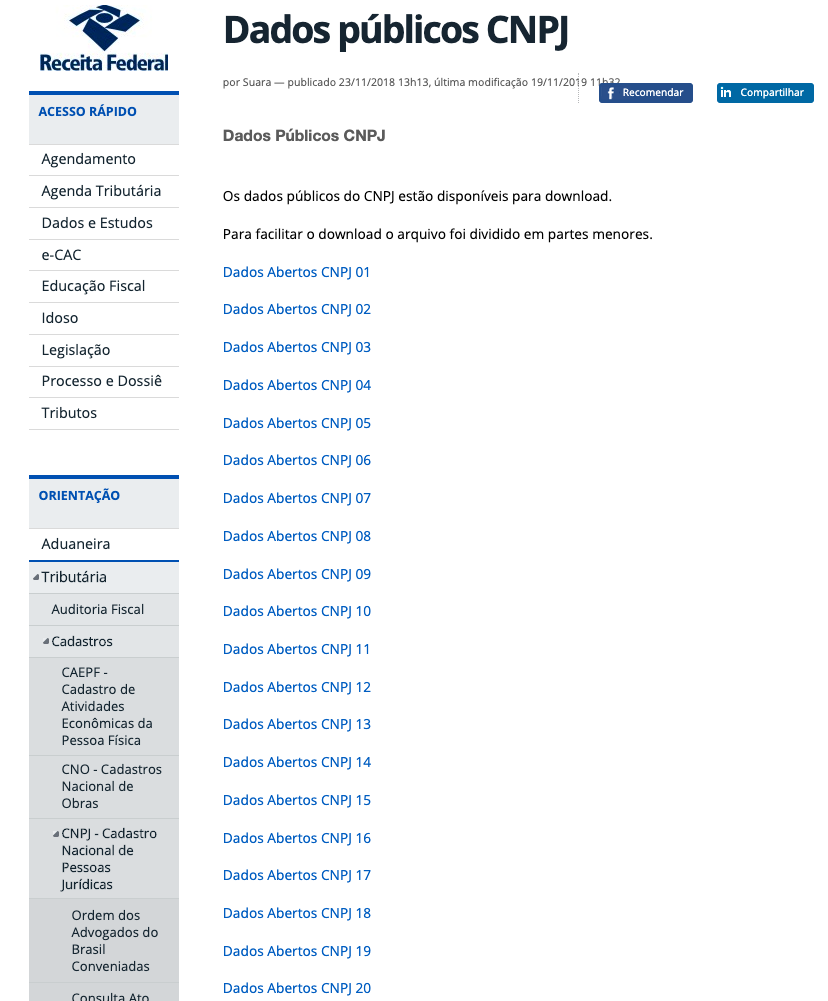 Receita Federal
ACESSO RÁPIDO
Agendamento
Agenda Tributária
Dados e Estudos
e-CAC
Educação Fiscal
Idoso
Legislação
Processo e Dossiê
Tributos
ORIENTAÇÃO
Aduaneira
Tributária
Auditoria Fiscal
Cadastros
CAEPF -
Cadastro de
Atividades
Econômicas da
Pessoa Física
CNO - Cadastros
Nacional de
Obras
CNPJ - Cadastro
Nacional de
Pessoas
Jurídicas
Ordem dos
Advogados do
Brasil
Conveniadas
Consulta Ato
Dados públicos CNPJ
por Suara — publicado 23/11/2018 13h13, última modificação 19/11/2019 11h32
Recomendar
Compartilhar
Dados Públicos CNPJ
Os dados públicos do CNPJ estão disponíveis para download.
Para facilitar o download o arquivo foi dividido em partes menores.
Dados Abertos CNPJ 01
Dados Abertos CNPJ 02
Dados Abertos CNPJ 03
Dados Abertos CNPJ 04
Dados Abertos CNPJ 05
Dados Abertos CNPJ 06
Dados Abertos CNPJ 07
Dados Abertos CNPJ 08
Dados Abertos CNPJ 09
Dados Abertos CNPJ 10
Dados Abertos CNPJ 11
Dados Abertos CNPJ 12
Dados Abertos CNPJ 13
Dados Abertos CNPJ 14
Dados Abertos CNPJ 15
Dados Abertos CNPJ 16
Dados Abertos CNPJ 17
Dados Abertos CNPJ 18
Dados Abertos CNPJ 19
Dados Abertos CNPJ 20